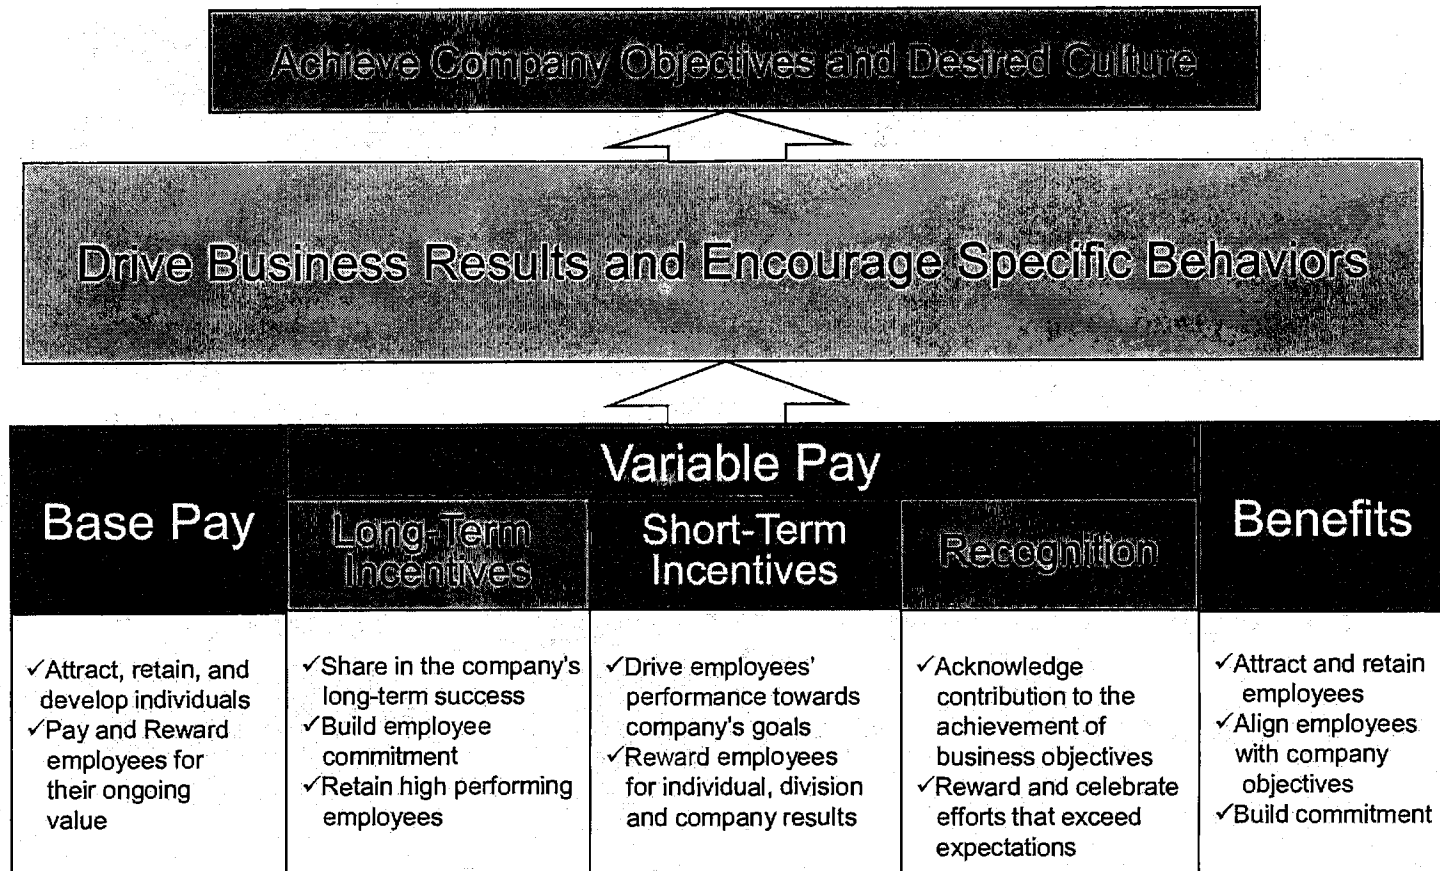 Achieve Company Objectives and Desired Culture
Drive Business Results and Encourage Specific Behaviors
Base Pay
Variable Pay
Long-Term
Incentives
Short-Term
Incentives
Recognition
Benefits
✓Attract, retain, and
develop individuals
✓Pay and Reward
employees for
their ongoing
value
✓Share in the company's
long-term success
✓Build employee
commitment
✓Retain high performing
employees
✓Drive employees'
performance towards
company's goals
✓Reward employees
for individual, division
and company results
✓Acknowledge
contribution to the
achievement of
business objectives
✓Reward and celebrate
efforts that exceed
expectations
✓Attract and retain
employees
✓Align employees
with company
objectives
✓Build commitment